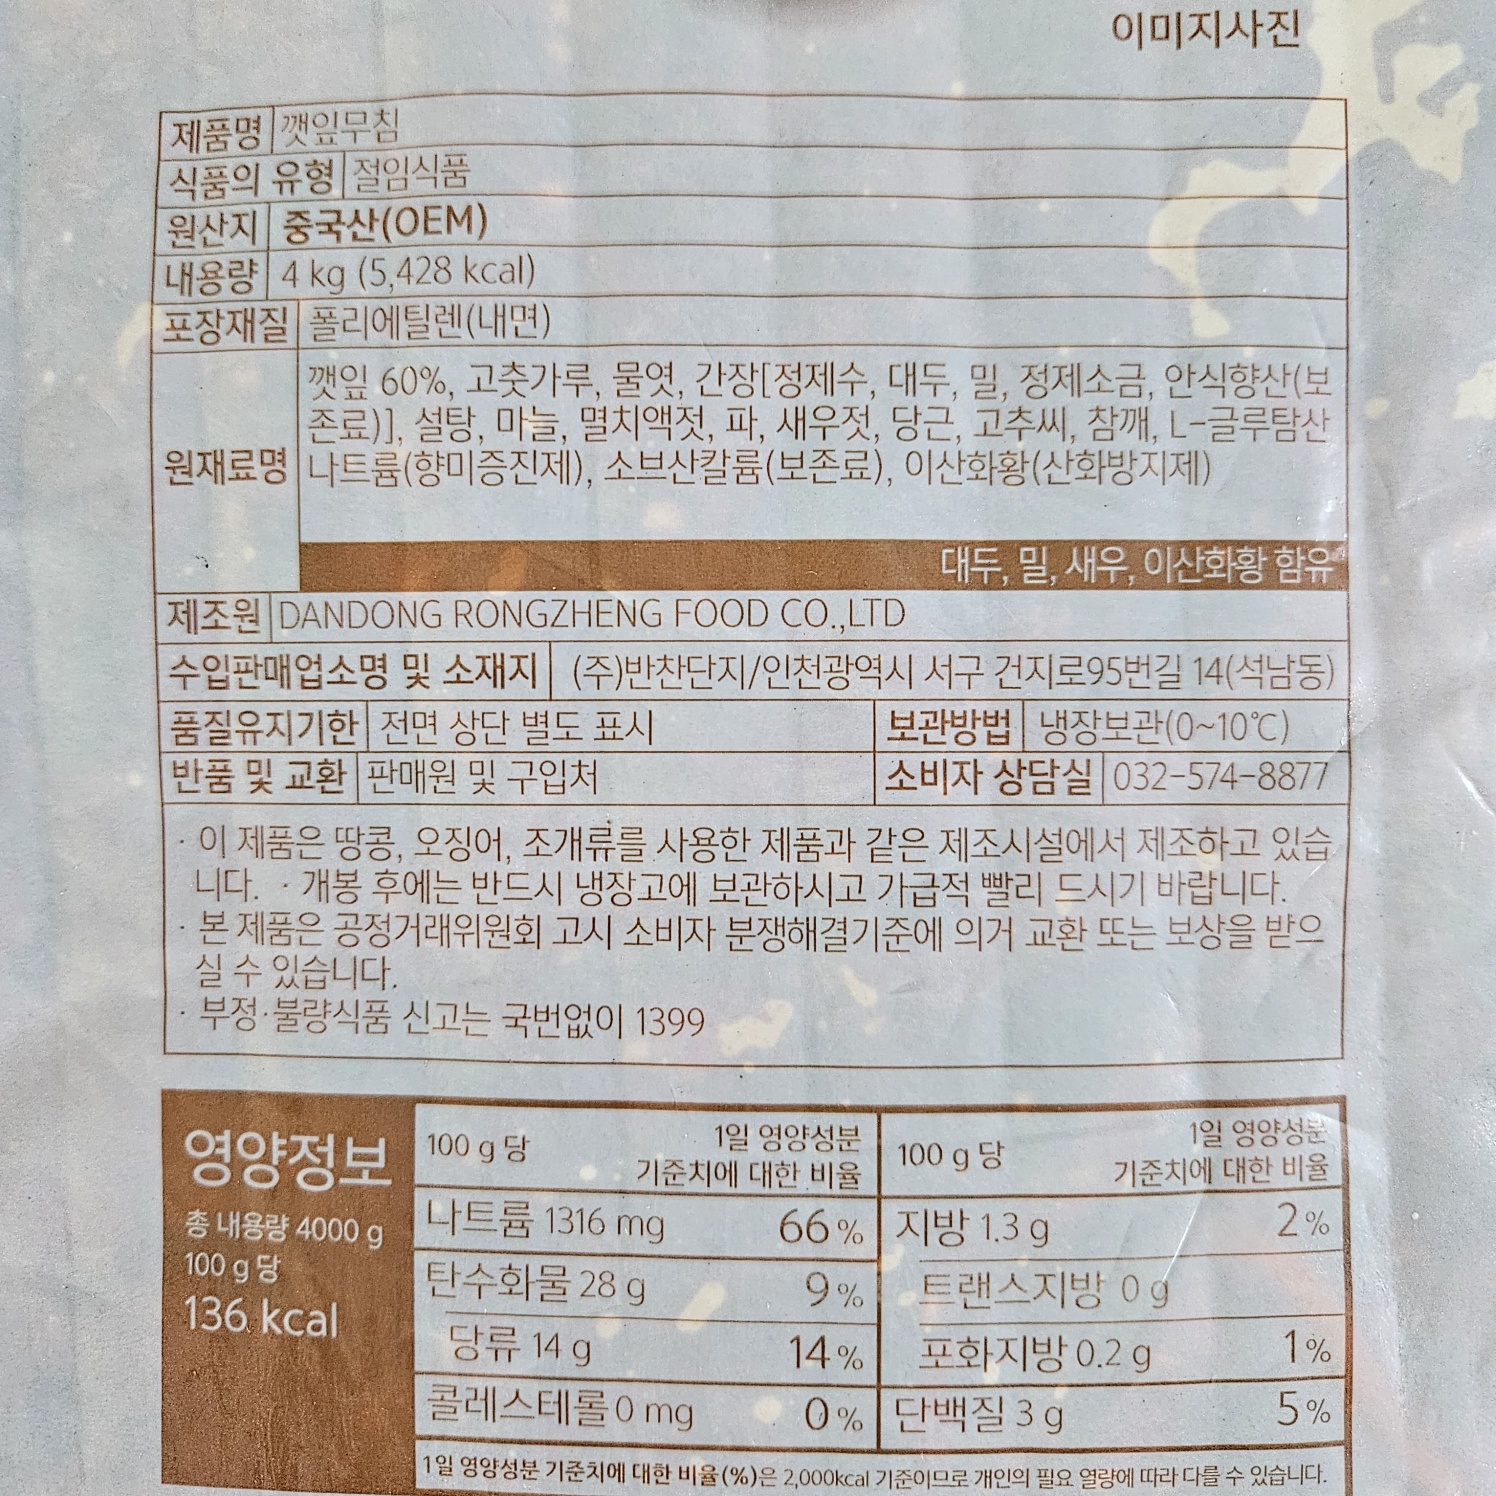 이미지사진
제품명 깻잎무침
식품의 유형 절임식품
원산지 중국산(OEM)
내용량 4 kg (5,428 kcal)
포장재질 폴리에틸렌(내면)
원재료명
깻잎 60%, 고춧가루, 물엿, 간장[정제수, 대두, 밀, 정제소금, 안식향산(보
존료)], 설탕, 마늘, 멸치액젓, 파, 새우젓, 당근, 고추씨, 참깨, L-글루탐산
나트륨(향미증진제), 소브산칼륨(보존료), 이산화황(산화방지제)
대두, 밀, 새우, 이산화황 함유
제조원 DANDONG RONGZHENG FOOD CO.,LTD
수입판매업소명 및 소재지 (주)반찬단지/인천광역시 서구 건지로95번길 14(석남동)
품질유지기한 전면 상단 별도 표시 보관방법 냉장보관(0~10℃)
반품 및 교환 판매원 및 구입처 소비자 상담실 032-574-8877
· 이 제품은 땅콩, 오징어, 조개류를 사용한 제품과 같은 제조시설에서 제조하고 있습
니다. · 개봉 후에는 반드시 냉장고에 보관하시고 가급적 빨리 드시기 바랍니다.
· 본 제품은 공정거래위원회 고시 소비자 분쟁해결기준에 의거 교환 또는 보상을 받으
실 수 있습니다.
· 부정·불량식품 신고는 국번없이 1399
영양정보
총 내용량 4000 g
100 g 당
136 kcal
100 g 당 1일 영양성분
기준치에 대한 비율
100 g 당 1일 영양성분
기준치에 대한 비율
나트륨 1316 mg 66% 지방 1.3 g 2%
탄수화물 28 g 9% 트랜스지방 0 g
당류 14 g 14% 포화지방 0.2 g 1%
콜레스테롤 0 mg 0% 단백질 3 g 5%
1일 영양성분 기준치에 대한 비율(%)은 2,000kcal 기준이므로 개인의 필요 열량에 따라 다를 수 있습니다.